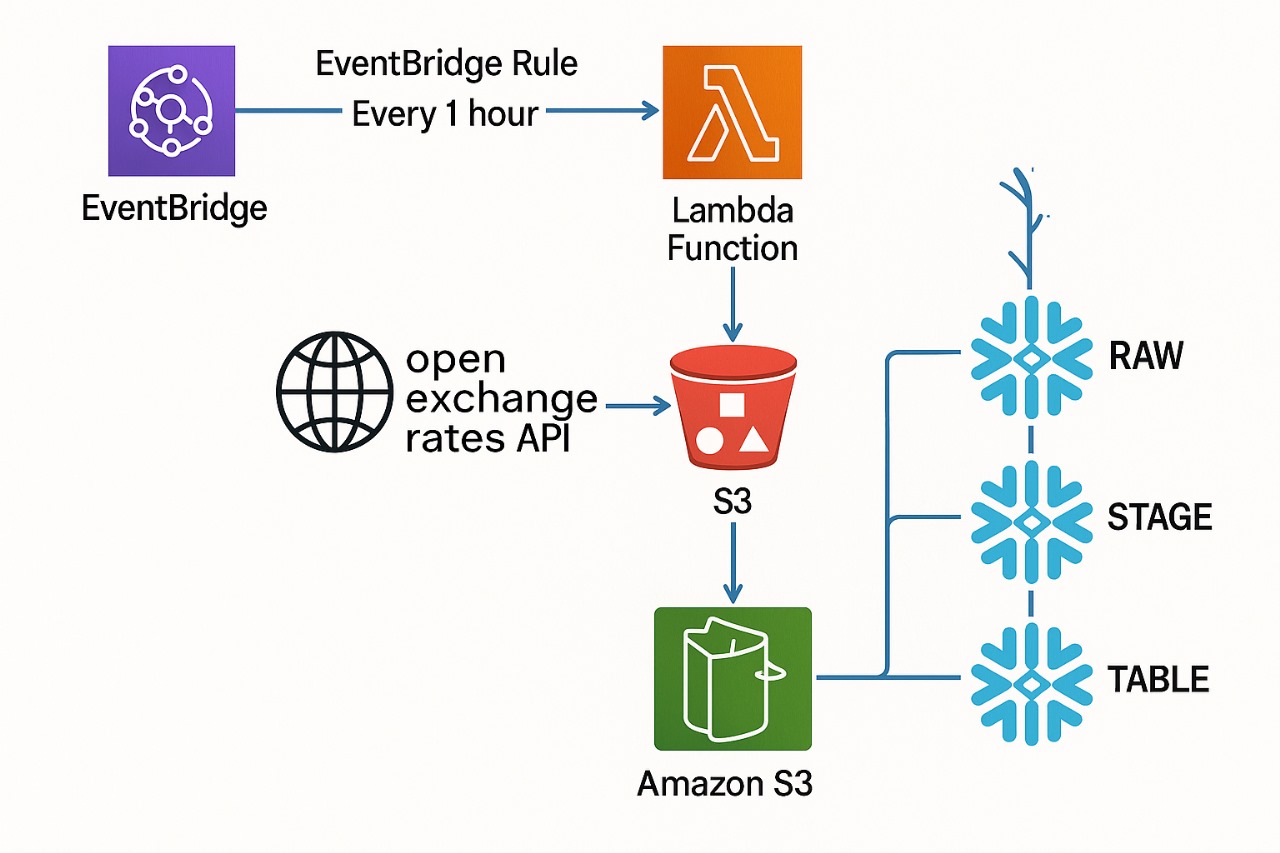 EventBridge Rule
Every 1 hour
EventBridge
Lambda
Function
open
exchange
rates API
S3
Amazon S3
RAW
STAGE
TABLE